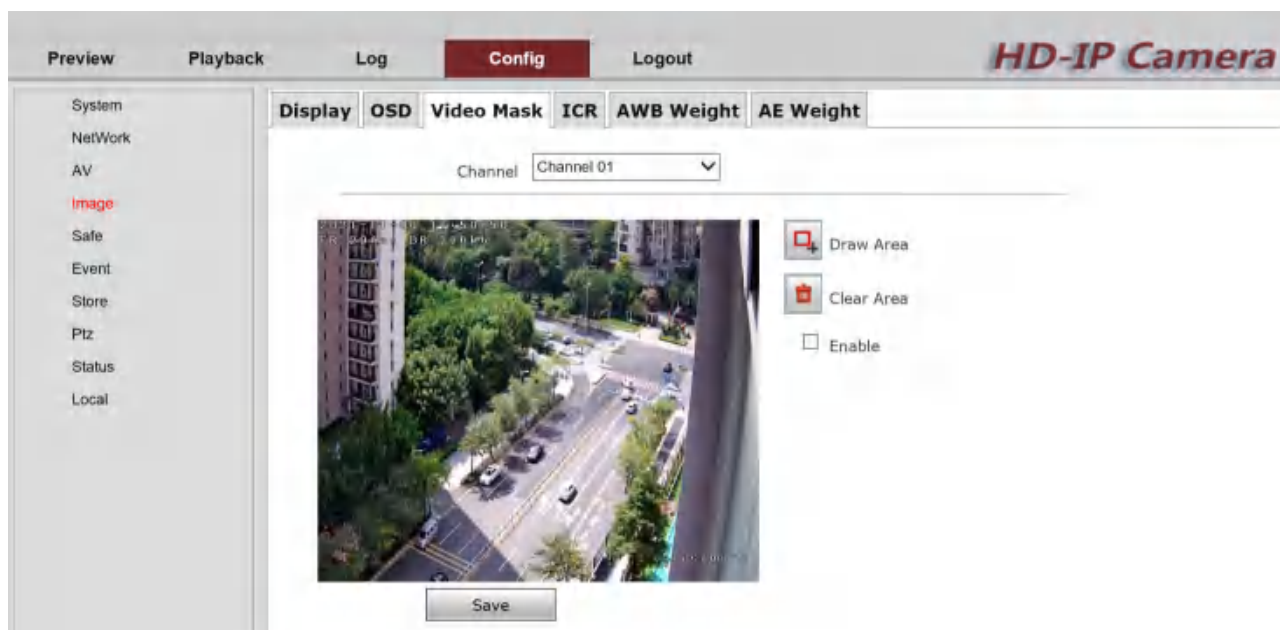 Preview Playback Log Config Logout HD-IP Camera
System
NetWork
AV
Image
Safe
Event
Store
Ptz
Status
Local
Display OSD Video Mask ICR AWB Weight AE Weight
Channel Channel 01
Draw Area
Clear Area
Enable
Save